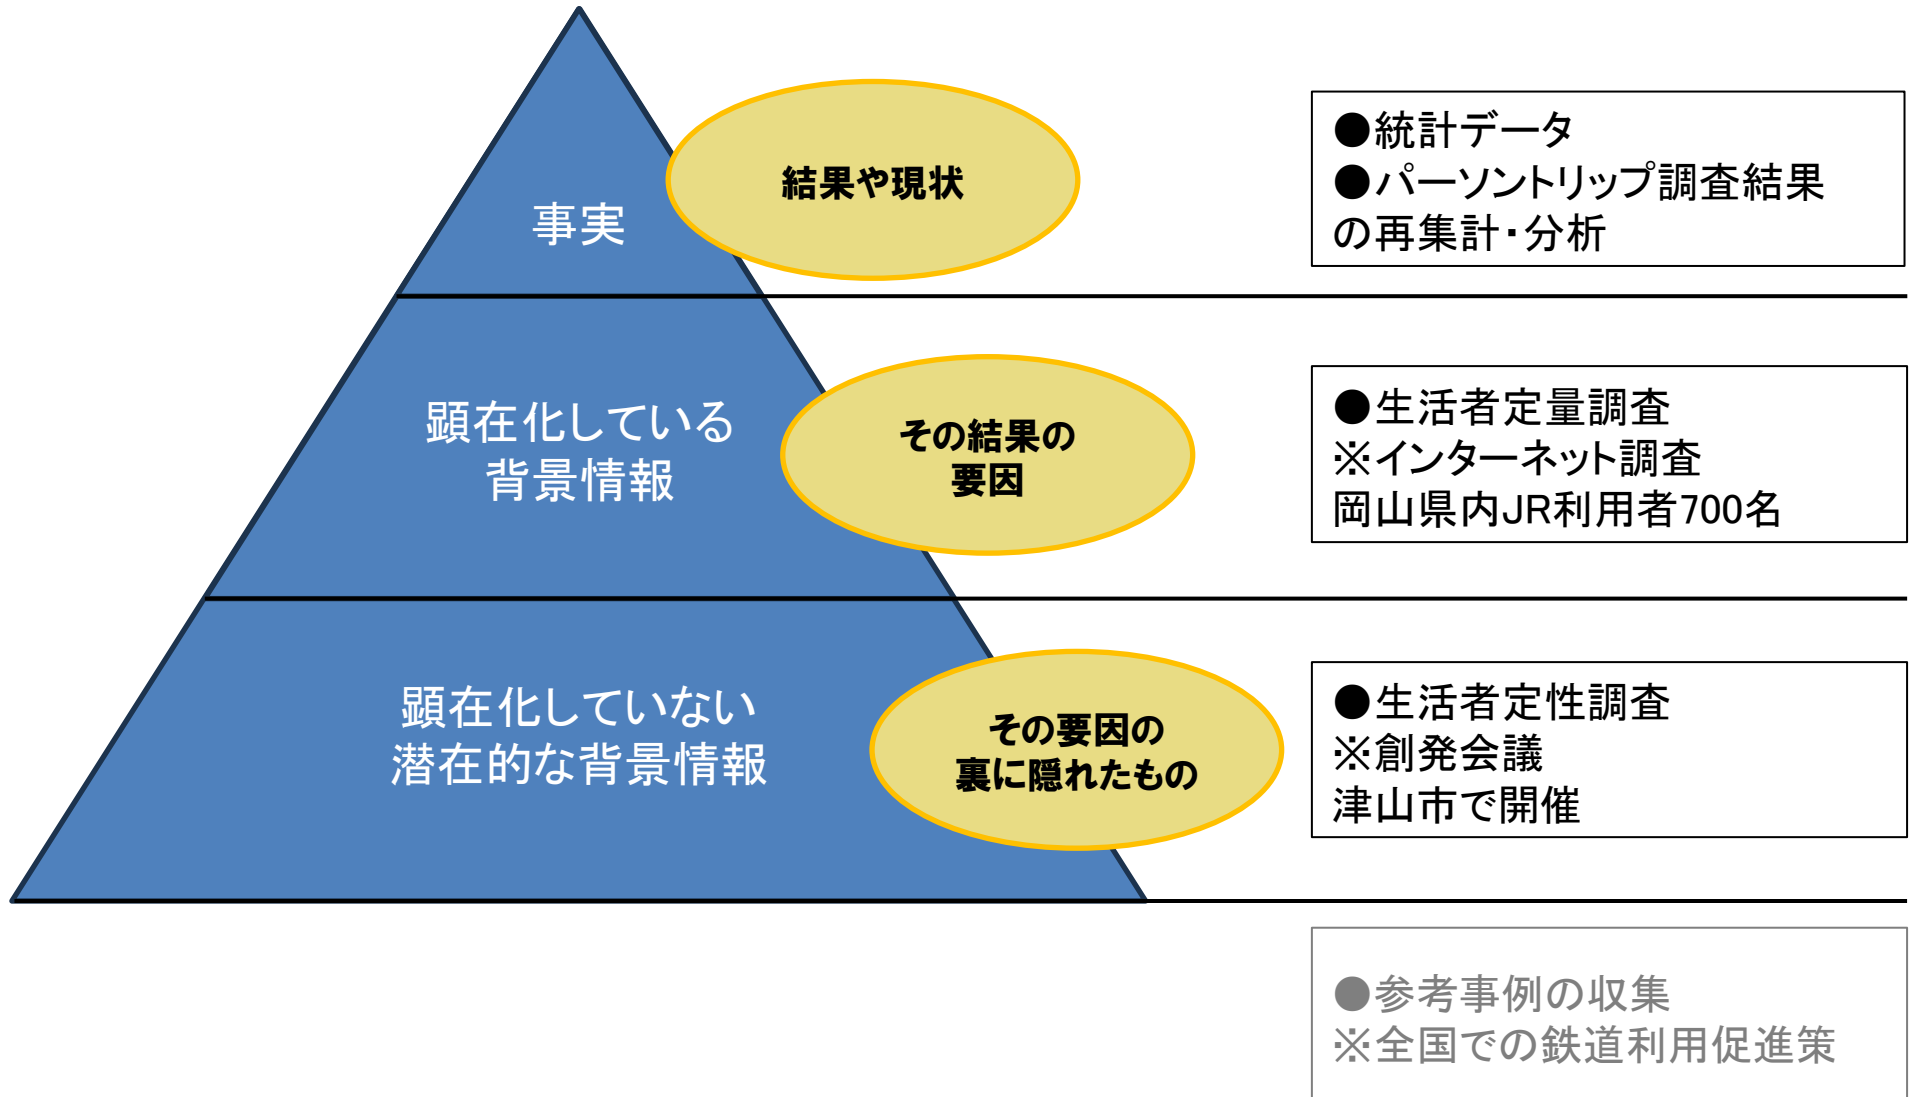 事実
結果や現状
●統計データ
●パーソントリップ調査結果
の再集計・分析
顕在化している
背景情報
その結果の
要因
●生活者定量調査
※インターネット調査
岡山県内JR利用者700名
顕在化していない
潜在的な背景情報
その要因の
裏に隠れたもの
●生活者定性調査
※創発会議
津山市で開催
●参考事例の収集
※全国での鉄道利用促進策